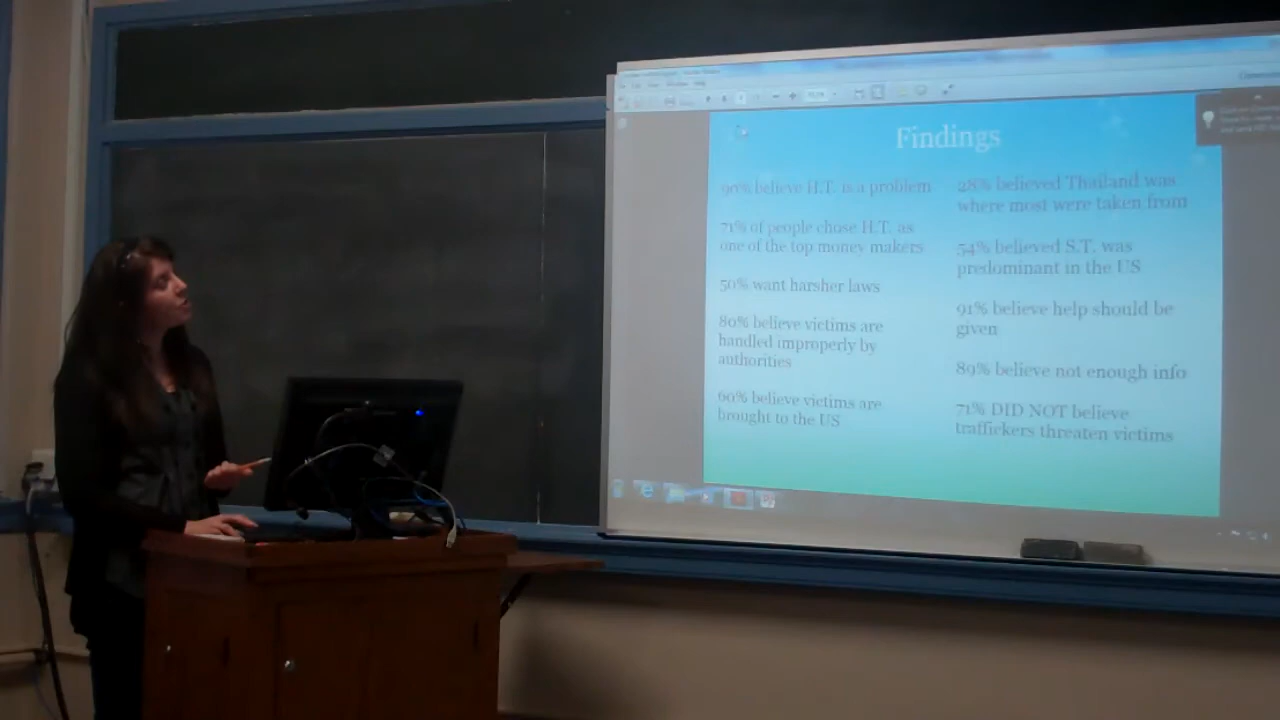 Findings
90% believe H.T. is a problem
71% of people chose H.T. as
one of the top money makers
50% want harsher laws
80% believe victims are
handled improperly by
authorities
60% believe victims are
brought to the US
28% believed Thailand was
where most were taken from
54% believed S.T. was
predominant in the US
91% believe help should be
given
89% believe not enough info
71% DID NOT believe
traffickers threaten victims